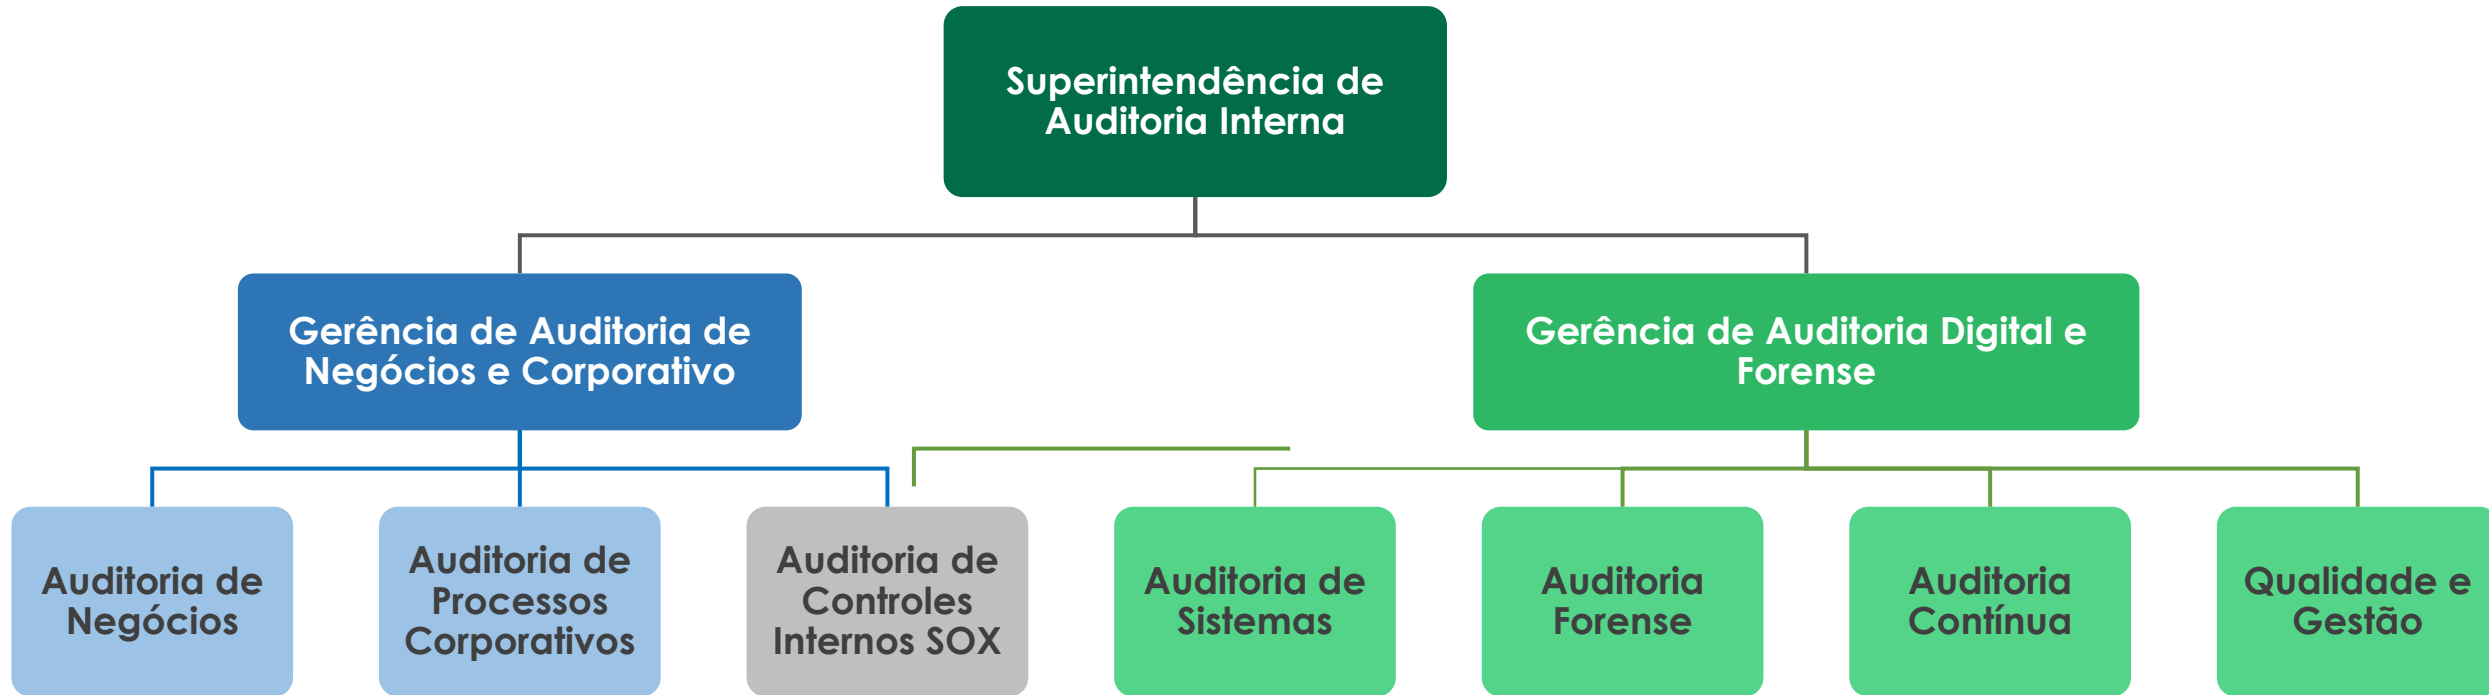 Superintendência de
Auditoria Interna
Gerência de Auditoria de
Negócios e Corporativo
Gerência de Auditoria Digital e
Forense
Auditoria de
Negócios
Auditoria de
Processos
Corporativos
Auditoria de
Controles
Internos SOX
Auditoria de
Sistemas
Auditoria
Forense
Auditoria
Contínua
Qualidade e
Gestão